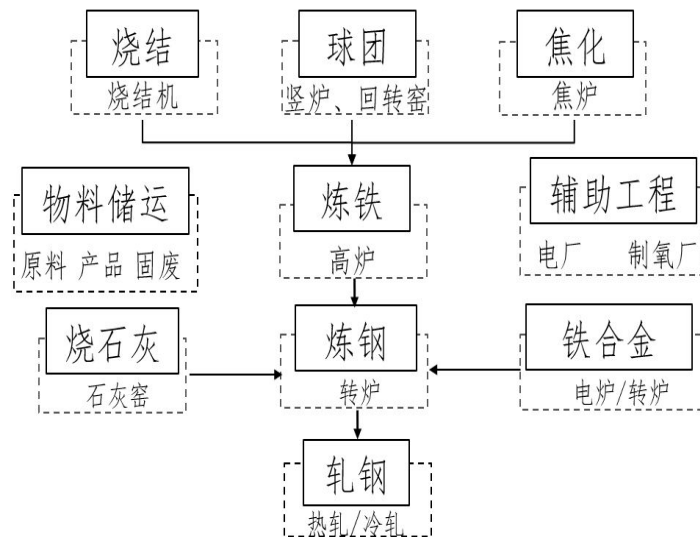 烧结
烧结机
球团
竖炉、回转窑
焦化
焦炉
物料储运
原料 产品 固废
炼铁
高炉
辅助工程
电厂 制氧厂
烧石灰
石灰窑
炼钢
转炉
铁合金
电炉/转炉
轧钢
热轧/冷轧